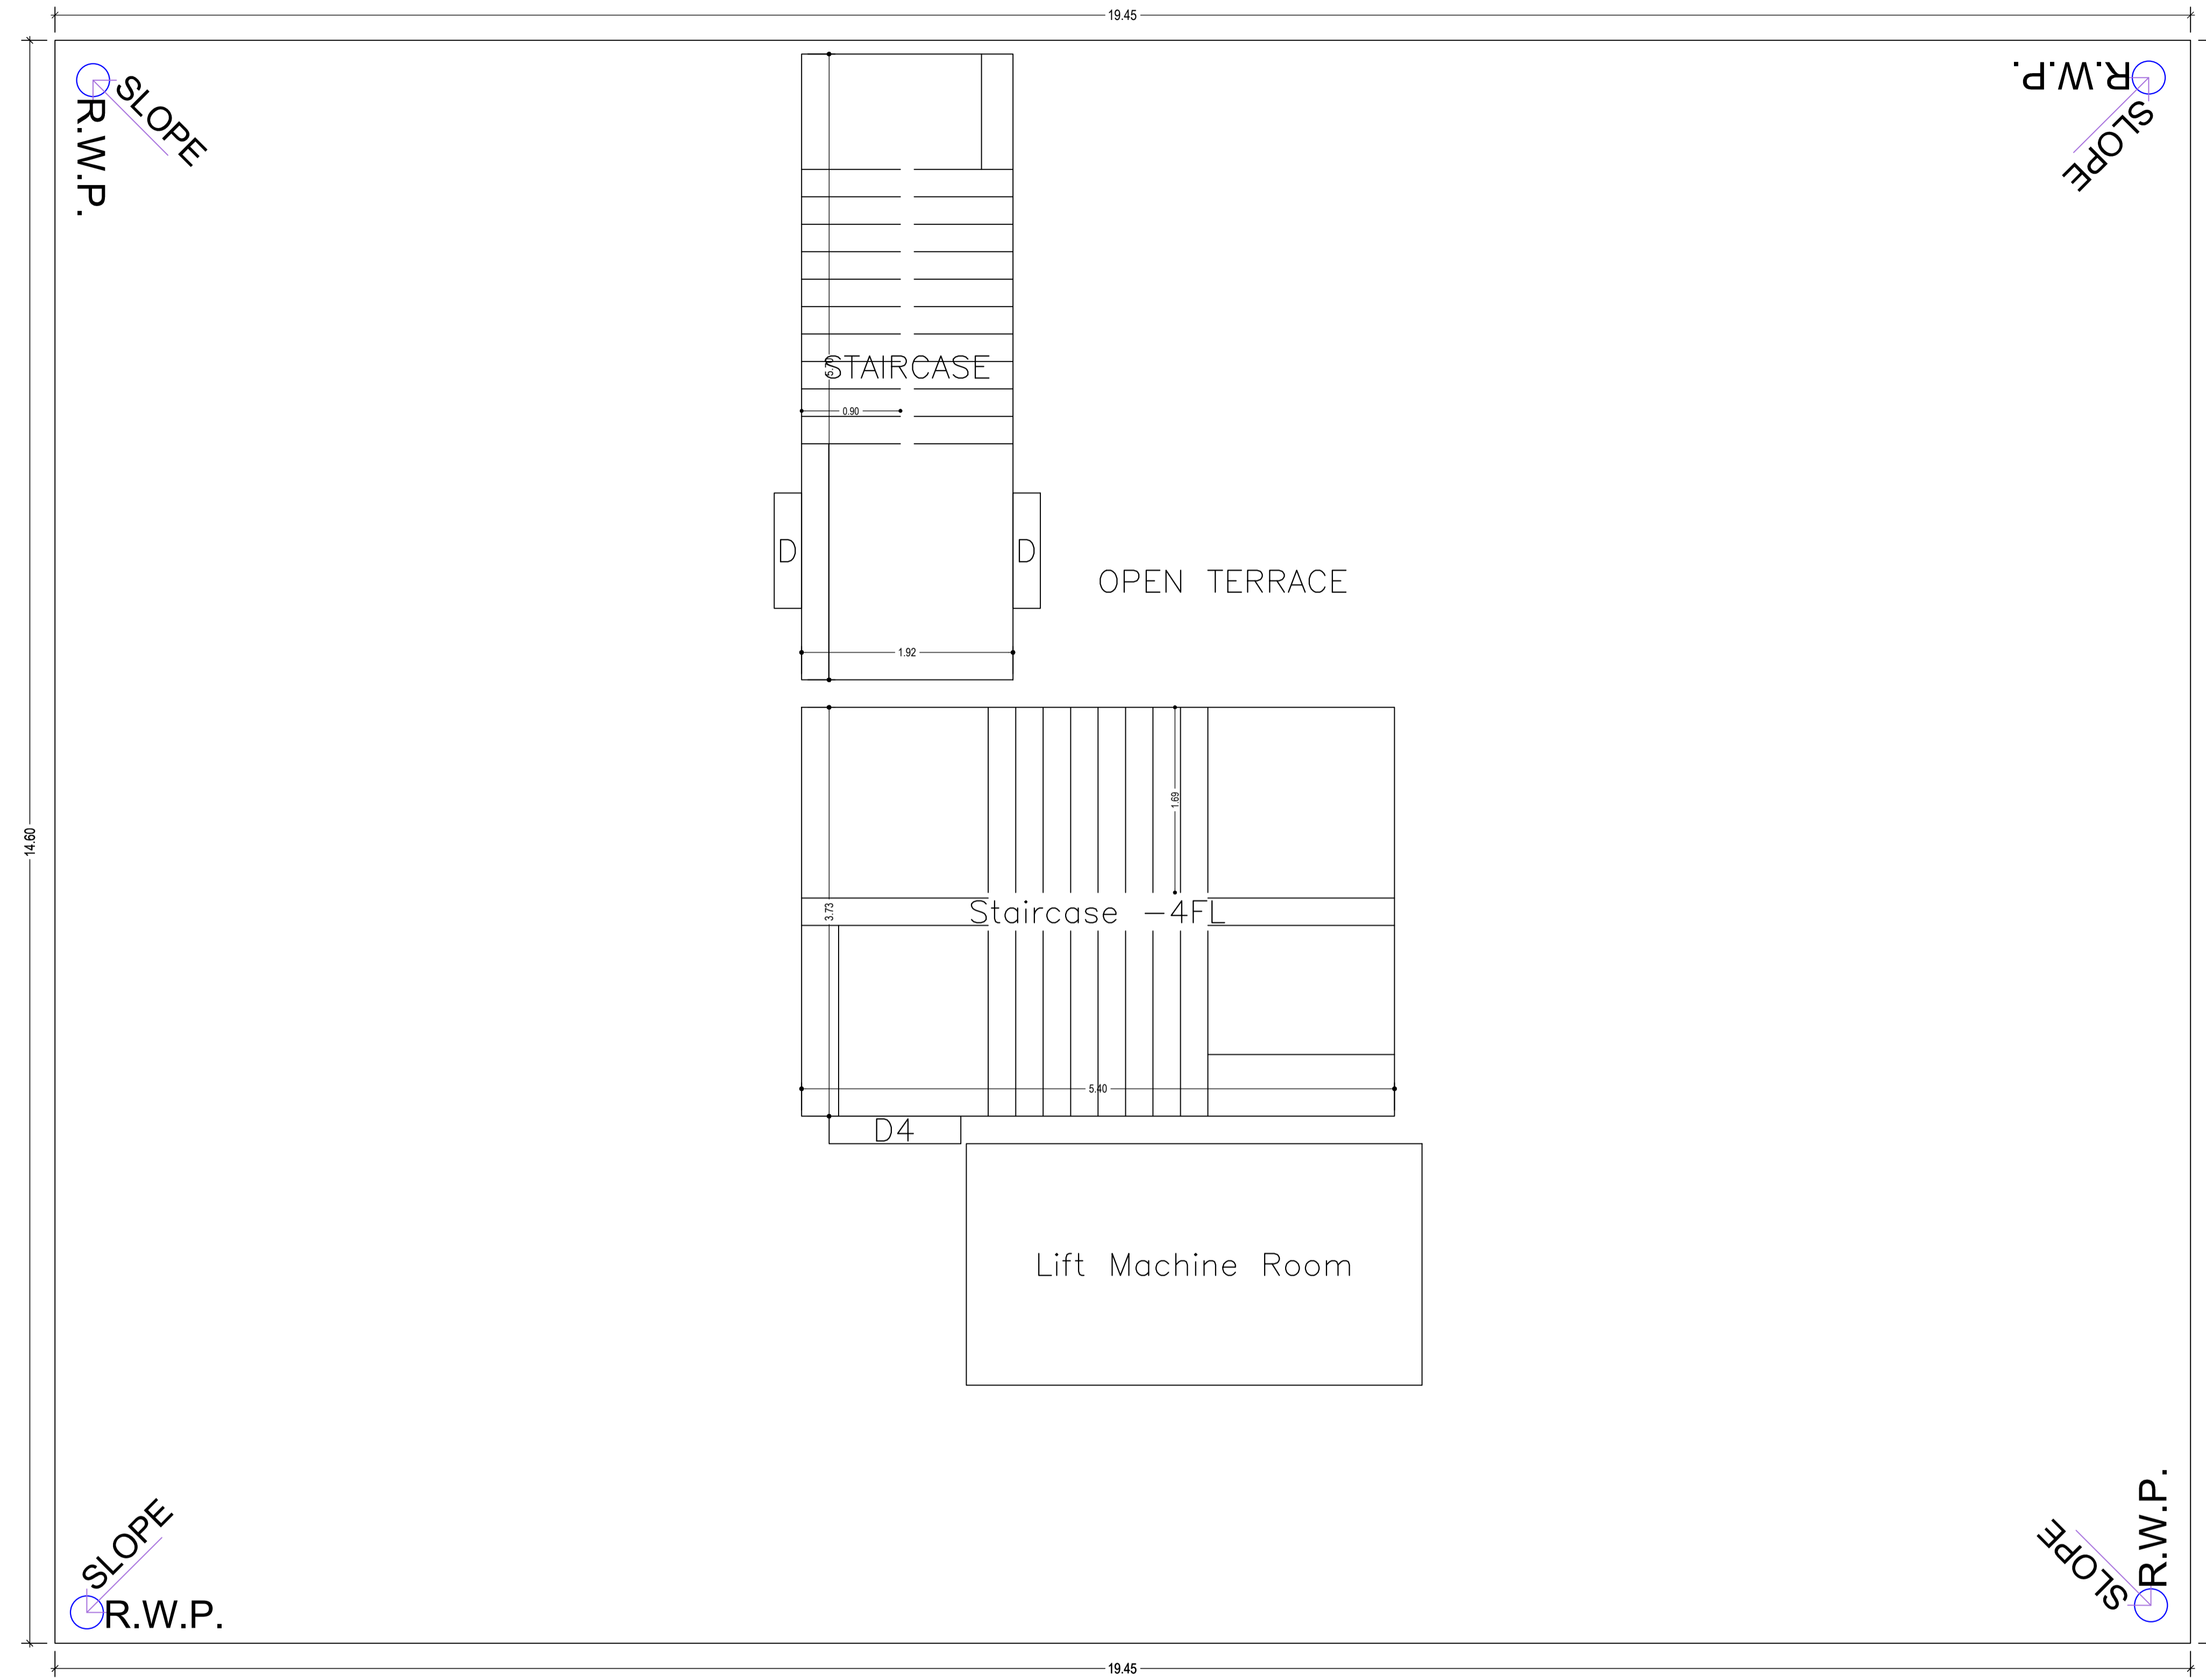 19.45
SLOPE
R.W.P.
R.W.P.
SLOPE
STAIRCASE
0.90
D
D
OPEN TERRACE
1.92
1.69
14.60
3.73
Staircase -4FL
5.40
D4
Lift Machine Room
SLOPE
R.W.P.
SLOPE
R.W.P.
19.45